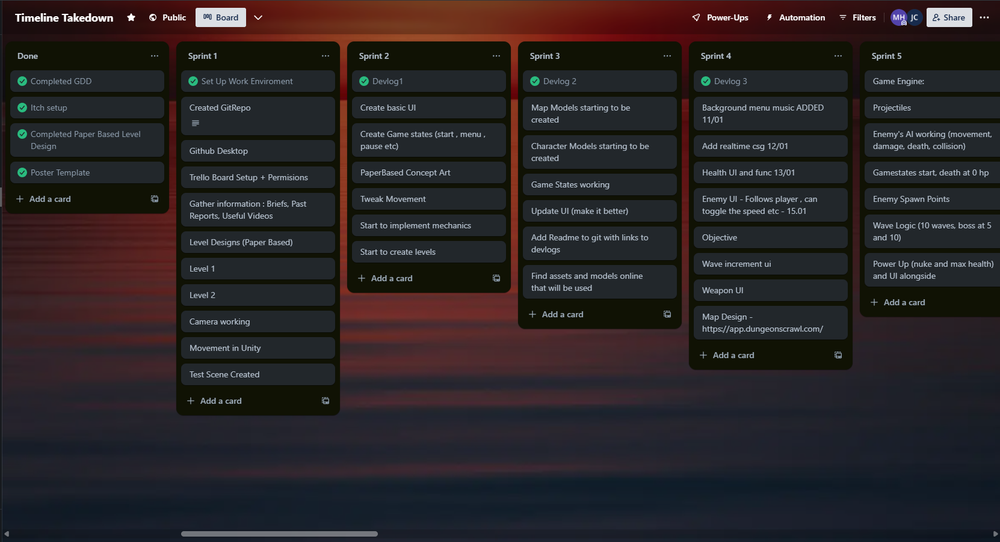 Timeline Takedown
Public
Board
Power-Ups
Automation
Filters
MH
JC
Share
Done
Completed GDD
Itch setup
Completed Paper Based Level
Design
Poster Template
Add a card
Sprint 1
Set Up Work Enviroment
Created GitRepo
Github Desktop
Trello Board Setup + Permisions
Gather information : Briefs, Past
Reports, Useful Videos
Level Designs (Paper Based)
Level 1
Level 2
Camera working
Movement in Unity
Test Scene Created
Add a card
Sprint 2
Devlog1
Create basic UI
Create Game states (start , menu ,
pause etc)
PaperBased Concept Art
Tweak Movement
Start to implement mechanics
Start to create levels
Add a card
Sprint 3
Devlog 2
Map Models starting to be
created
Character Models starting to be
created
Game States working
Update UI (make it better)
Add Readme to git with links to
devlogs
Find assets and models online
that will be used
Add a card
Sprint 4
Devlog 3
Background menu music ADDED
11/01
Add realtime csg 12/01
Health UI and func 13/01
Enemy UI - Follows player , can
toggle the speed etc - 15.01
Objective
Wave increment ui
Weapon UI
Map Design -
https://app.dungeonscrawl.com/
Add a card
Sprint 5
Game Engine:
Projectiles
Enemy's AI working (movement,
damage, death, collision)
Gamestates start, death at 0 hp
Enemy Spawn Points
Wave Logic (10 waves, boss at 5
and 10)
Power Up (nuke and max health)
and UI alongside
Add a card